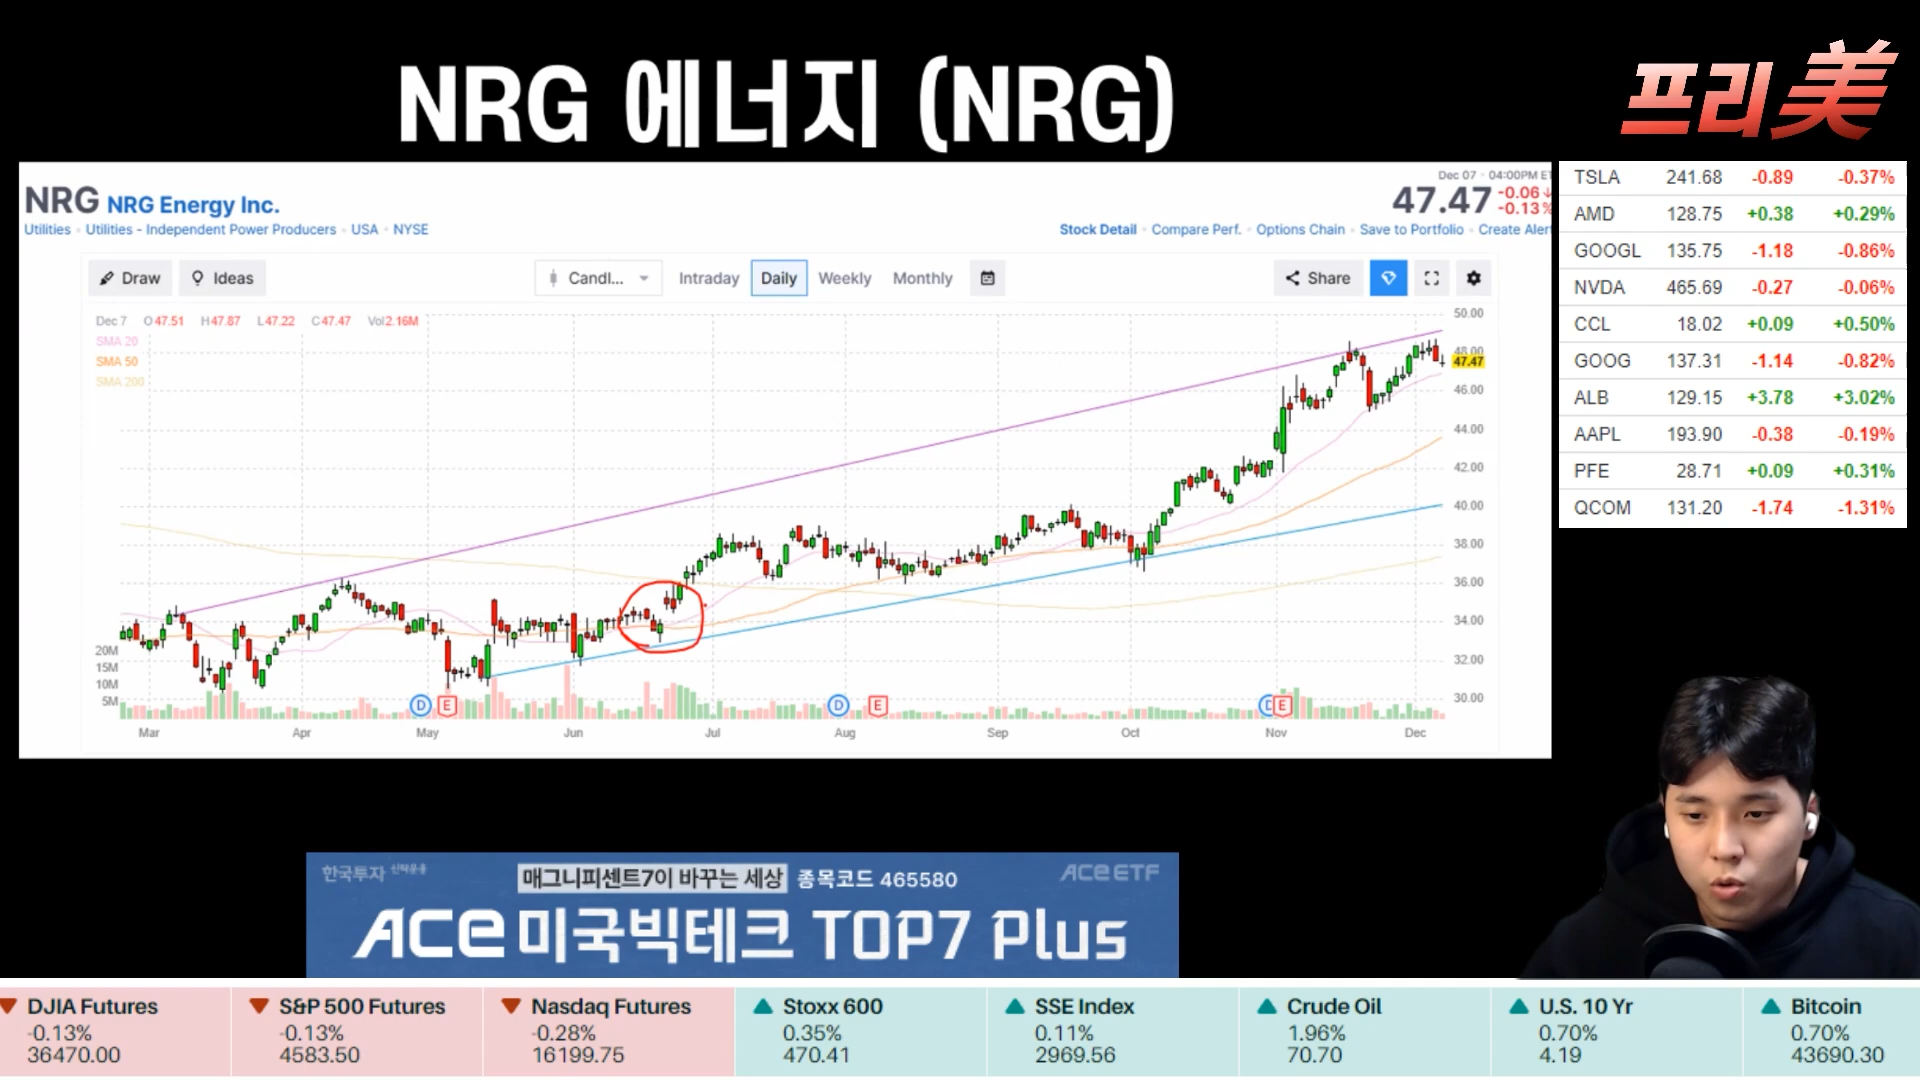 NRG 에너지 (NRG)
프리美
NRG NRG Energy Inc.
Utilities • Utilities - Independent Power Producers • USA • NYSE
Dec 07 • 04:00PM ET
47.47 -0.06
-0.13%
Stock Detail • Compare Perf. • Options Chain • Save to Portfolio • Create Alert
Draw Ideas Candl... Intraday Daily Weekly Monthly Share
Dec 7 O47.51 H47.87 L47.22 C47.47 Vol2.16M
SMA 20
SMA 50
SMA 200
50.00
48.00
47.47
46.00
44.00
42.00
40.00
38.00
36.00
34.00
32.00
30.00
20M
15M
10M
5M
D E D E D E
Mar Apr May Jun Jul Aug Sep Oct Nov Dec
TSLA 241.68 -0.89 -0.37%
AMD 128.75 +0.38 +0.29%
GOOGL 135.75 -1.18 -0.86%
NVDA 465.69 -0.27 -0.06%
CCL 18.02 +0.09 +0.50%
GOOG 137.31 -1.14 -0.82%
ALB 129.15 +3.78 +3.02%
AAPL 193.90 -0.38 -0.19%
PFE 28.71 +0.09 +0.31%
QCOM 131.20 -1.74 -1.31%
한국투자 신탁운용
매그니피센트7이 바꾸는 세상 종목코드 465580
ACE ETF
ACE 미국빅테크 TOP7 Plus
DJIA Futures
-0.13%
36470.00
S&P 500 Futures
-0.13%
4583.50
Nasdaq Futures
-0.28%
16199.75
Stoxx 600
0.35%
470.41
SSE Index
0.11%
2969.56
Crude Oil
1.96%
70.70
U.S. 10 Yr
0.70%
4.19
Bitcoin
0.70%
43690.30